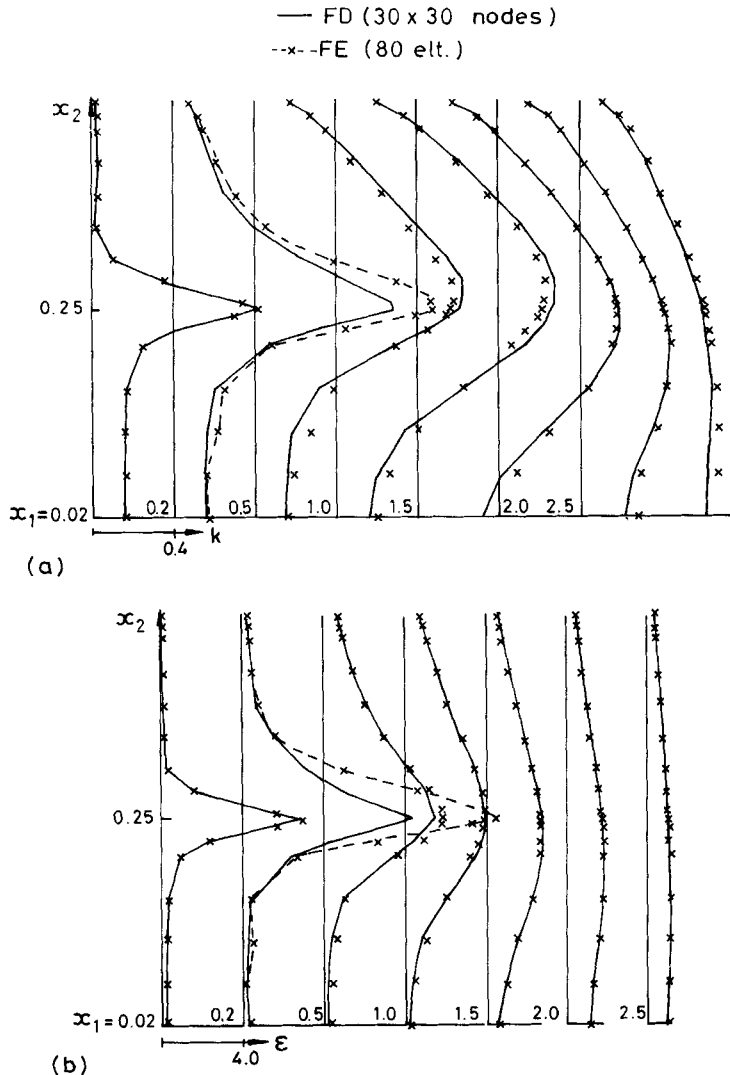 — FD (30 x 30 nodes)
--x-- FE (80 elt.)
x₂
0.25
x₁=0.02 0.2 0.5 1.0 1.5 2.0 2.5
0.4 k
(a)
x₂
0.25
x₁=0.02 0.2 0.5 1.0 1.5 2.0 2.5
4.0 ε
(b)